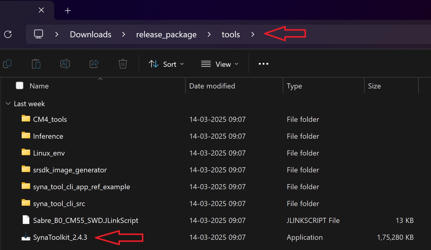 Downloads > release_package > tools >
Sort View •••
Name Date modified Type Size
Last week
CM4_tools 14-03-2025 09:07 File folder
Inference 14-03-2025 09:07 File folder
Linux_env 14-03-2025 09:07 File folder
srsdk_image_generator 14-03-2025 09:07 File folder
syna_tool_cli_app_ref_example 14-03-2025 09:07 File folder
syna_tool_cli_src 14-03-2025 09:07 File folder
Sabre_B0_CM55_SWD.JLinkScript 14-03-2025 09:07 JLINKSCRIPT File 13 KB
SynaToolkit_2.4.3 14-03-2025 09:07 Application 1,75,280 KB